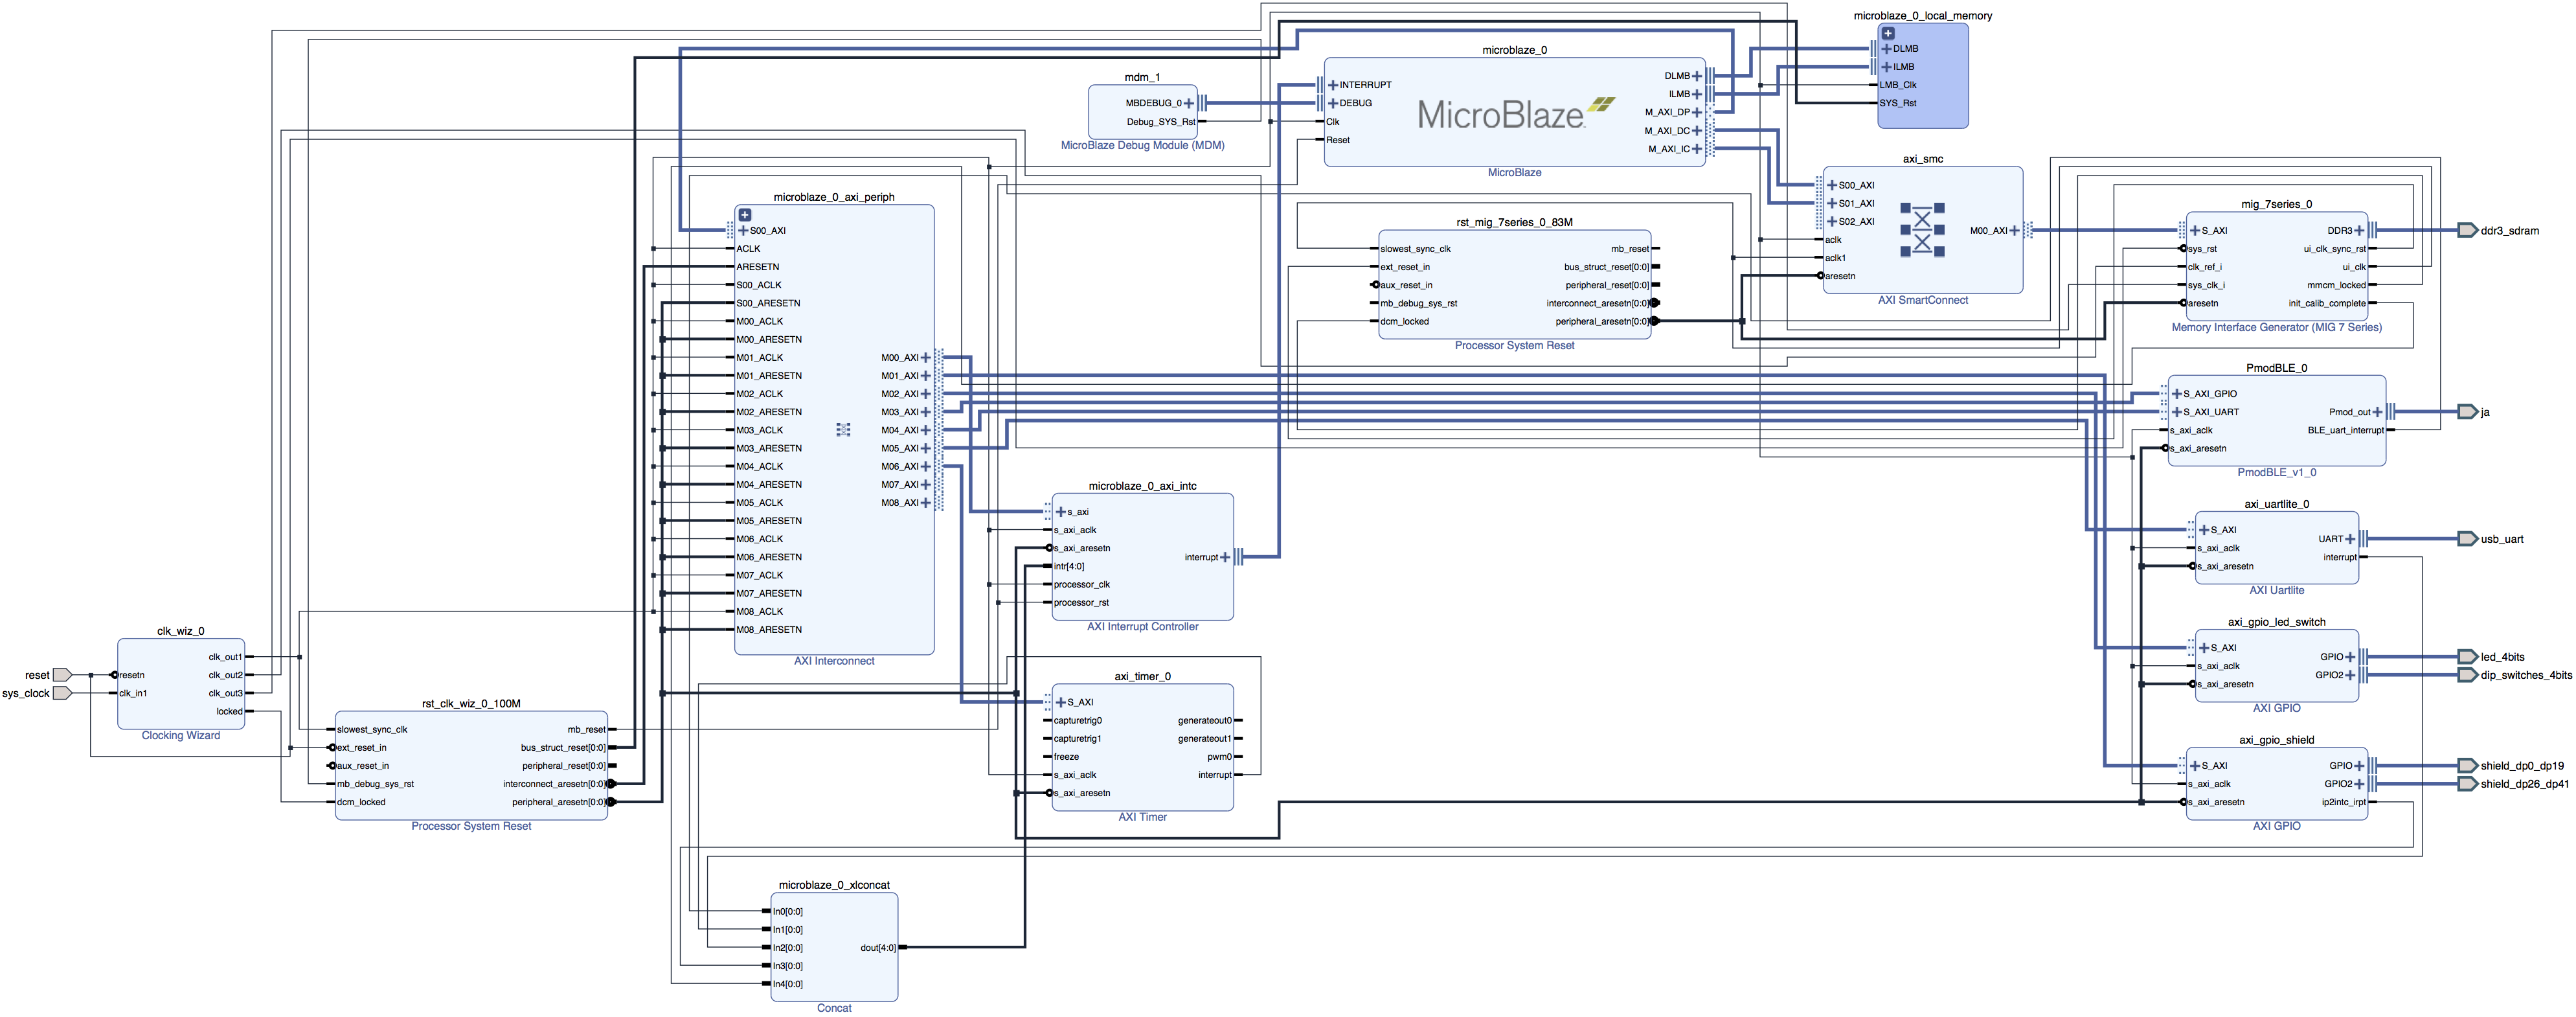 reset
sys_clock
clk_wiz_0
resetn
clk_in1
clk_out1
clk_out2
clk_out3
locked
Clocking Wizard
rst_clk_wiz_0_100M
slowest_sync_clk
ext_reset_in
aux_reset_in
mb_debug_sys_rst
dcm_locked
mb_reset
bus_struct_reset[0:0]
peripheral_reset[0:0]
interconnect_aresetn[0:0]
peripheral_aresetn[0:0]
Processor System Reset
microblaze_0_axi_periph
S00_AXI
ACLK
ARESETN
S00_ACLK
S00_ARESETN
M00_ACLK
M00_ARESETN
M01_ACLK
M01_ARESETN
M02_ACLK
M02_ARESETN
M03_ACLK
M03_ARESETN
M04_ACLK
M04_ARESETN
M05_ACLK
M05_ARESETN
M06_ACLK
M06_ARESETN
M07_ACLK
M07_ARESETN
M08_ACLK
M08_ARESETN
M00_AXI
M01_AXI
M02_AXI
M03_AXI
M04_AXI
M05_AXI
M06_AXI
M07_AXI
M08_AXI
AXI Interconnect
microblaze_0_xlconcat
In0[0:0]
In1[0:0]
In2[0:0]
In3[0:0]
In4[0:0]
dout[4:0]
Concat
mdm_1
MBDEBUG_0
Debug_SYS_Rst
MicroBlaze Debug Module (MDM)
microblaze_0_axi_intc
s_axi
s_axi_aclk
s_axi_aresetn
intr[4:0]
processor_clk
processor_rst
interrupt
AXI Interrupt Controller
axi_timer_0
S_AXI
capturetrig0
capturetrig1
freeze
s_axi_aclk
s_axi_aresetn
generateout0
generateout1
pwm0
interrupt
AXI Timer
microblaze_0
INTERRUPT
DEBUG
Clk
Reset
MicroBlaze
DLMB
ILMB
M_AXI_DP
M_AXI_DC
M_AXI_IC
MicroBlaze
rst_mig_7series_0_83M
slowest_sync_clk
ext_reset_in
aux_reset_in
mb_debug_sys_rst
dcm_locked
mb_reset
bus_struct_reset[0:0]
peripheral_reset[0:0]
interconnect_aresetn[0:0]
peripheral_aresetn[0:0]
Processor System Reset
microblaze_0_local_memory
DLMB
ILMB
LMB_Clk
SYS_Rst
axi_smc
S00_AXI
S01_AXI
S02_AXI
aclk
aclk1
aresetn
M00_AXI
AXI SmartConnect
mig_7series_0
S_AXI
sys_rst
clk_ref_i
sys_clk_i
aresetn
DDR3
ui_clk_sync_rst
ui_clk
mmcm_locked
init_calib_complete
Memory Interface Generator (MIG 7 Series)
ddr3_sdram
PmodBLE_0
S_AXI_GPIO
S_AXI_UART
s_axi_aclk
s_axi_aresetn
Pmod_out
BLE_uart_interrupt
PmodBLE_v1_0
ja
axi_uartlite_0
S_AXI
s_axi_aclk
s_axi_aresetn
UART
interrupt
AXI Uartlite
usb_uart
axi_gpio_led_switch
S_AXI
s_axi_aclk
s_axi_aresetn
GPIO
GPIO2
AXI GPIO
led_4bits
dip_switches_4bits
axi_gpio_shield
S_AXI
s_axi_aclk
s_axi_aresetn
GPIO
GPIO2
ip2intc_irpt
AXI GPIO
shield_dp0_dp19
shield_dp26_dp41